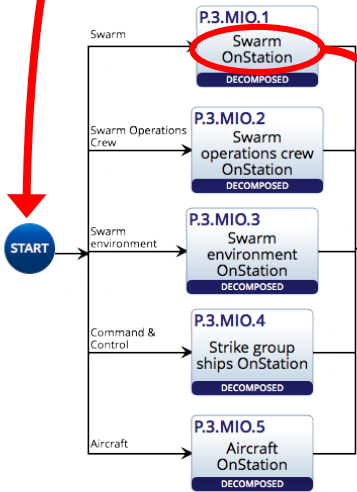 Swarm
P.3.MIO.1
Swarm
OnStation
DECOMPOSED
Swarm Operations
Crew
P.3.MIO.2
Swarm
operations crew
OnStation
DECOMPOSED
START
Swarm
environment
P.3.MIO.3
Swarm
environment
OnStation
DECOMPOSED
Command &
Control
P.3.MIO.4
Strike group
ships OnStation
DECOMPOSED
Aircraft
P.3.MIO.5
Aircraft
OnStation
DECOMPOSED